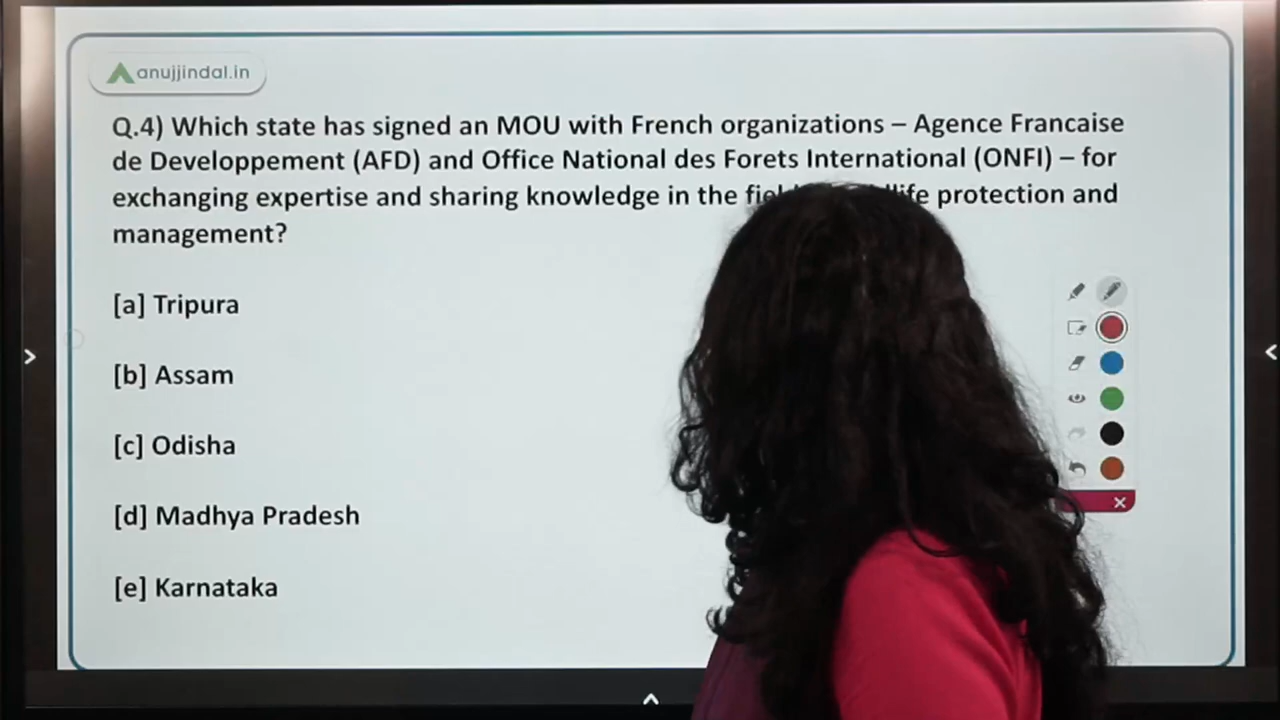 anujjindal.in
Q.4) Which state has signed an MOU with French organizations – Agence Francaise
de Developpement (AFD) and Office National des Forets International (ONFI) – for
exchanging expertise and sharing knowledge in the protection and
management?
[a] Tripura
[b] Assam
[c] Odisha
[d] Madhya Pradesh
[e] Karnataka